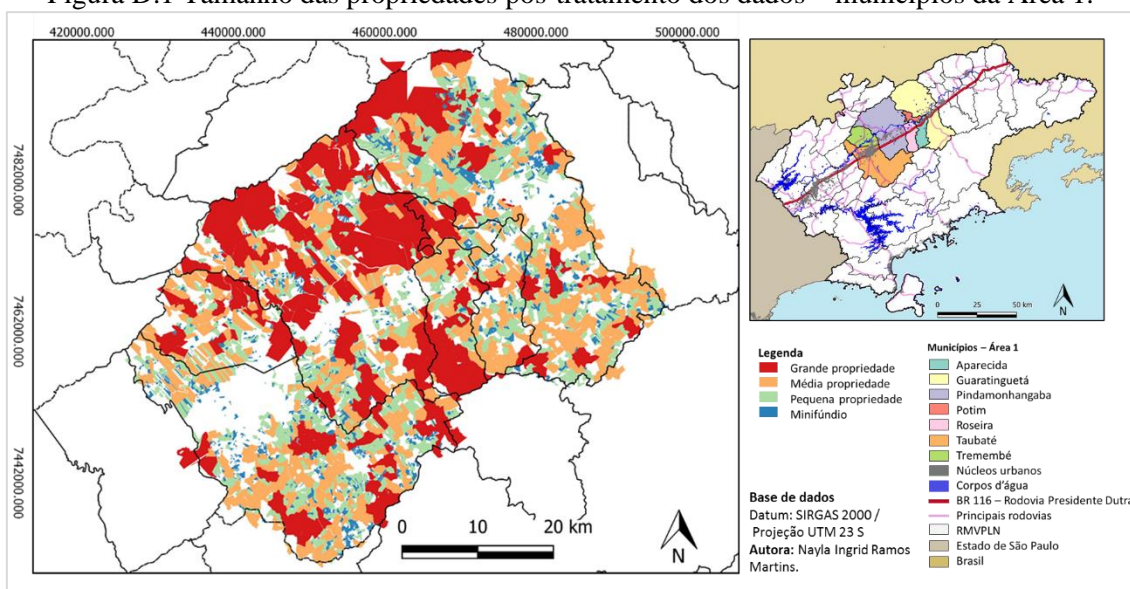 Figura D.1 Tamanho das propriedades pós-tratamento dos dados – municípios da Área 1.
420000.000 440000.000 460000.000 480000.000 500000.000
7482000.000
7462000.000
7442000.000
0 10 20 km
N
0 25 50 km
N
Legenda
Grande propriedade
Média propriedade
Pequena propriedade
Minifúndio
Base de dados
Datum: SIRGAS 2000 /
Projeção UTM 23 S
Autora: Nayla Ingrid Ramos
Martins.
Municípios – Área 1
Aparecida
Guaratinguetá
Pindamonhangaba
Potim
Roseira
Taubaté
Tremembé
Núcleos urbanos
Corpos d'água
BR 116 – Rodovia Presidente Dutra
Principais rodovias
RMVPLN
Estado de São Paulo
Brasil